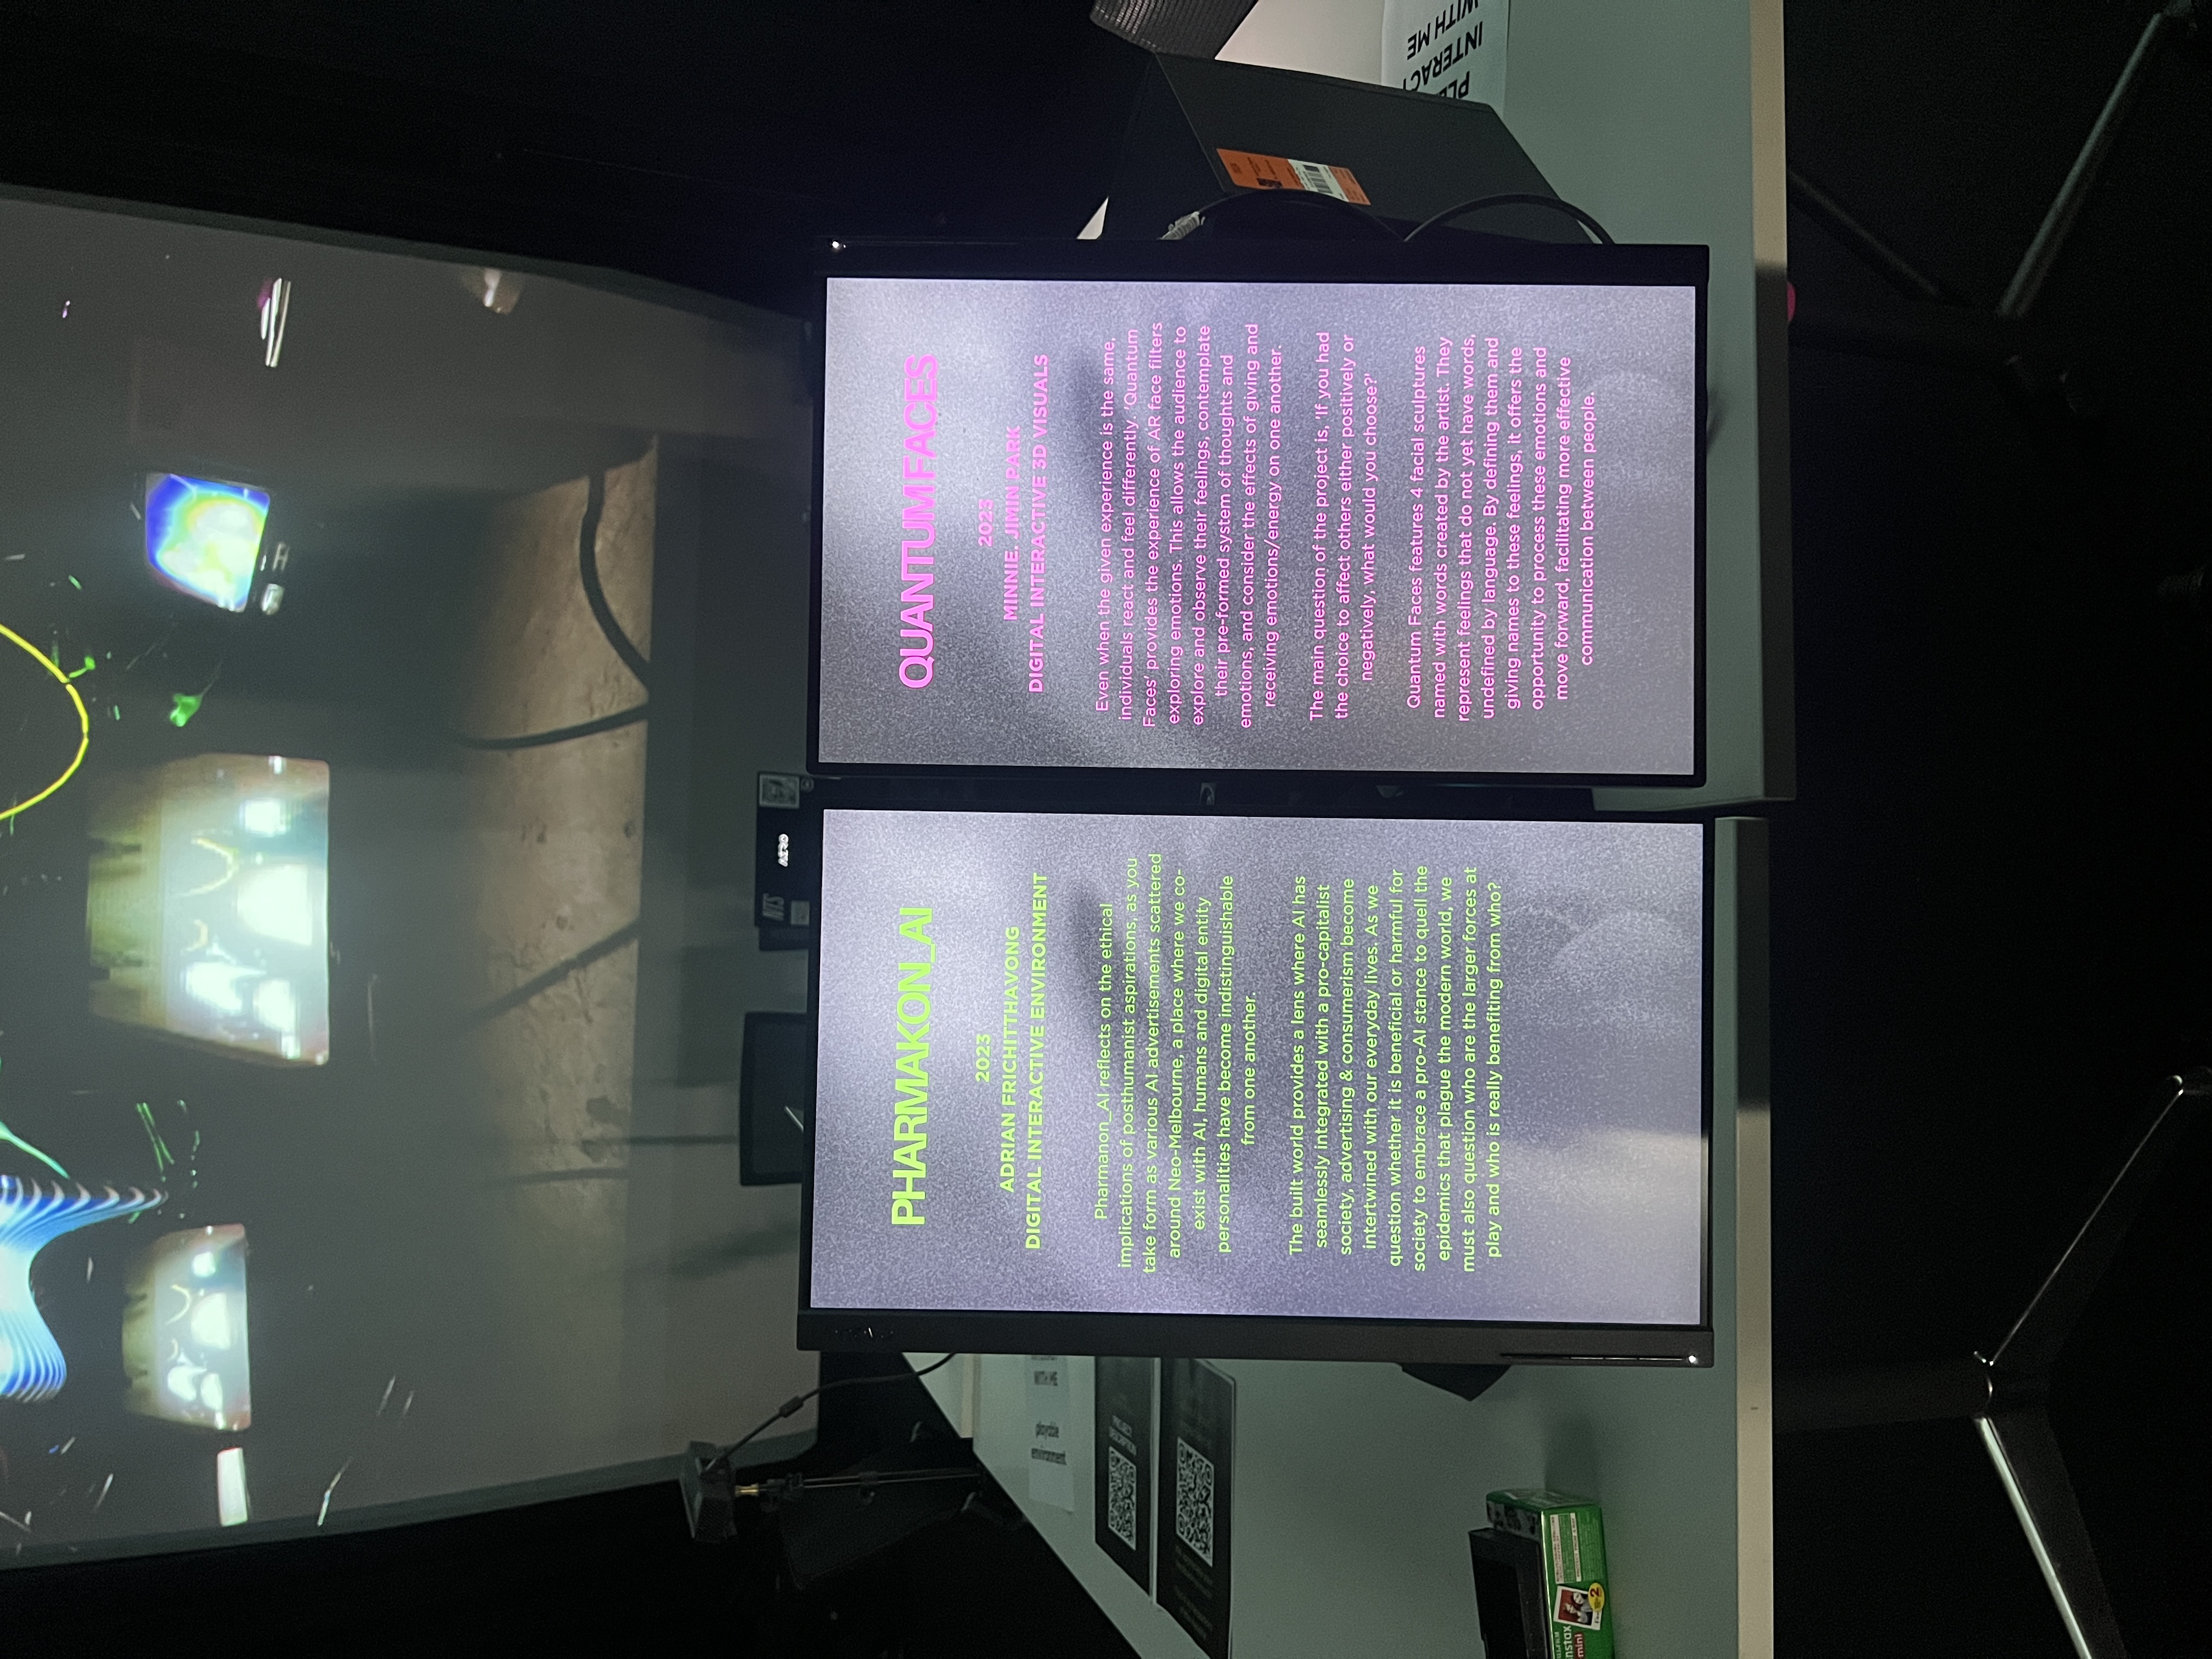 NTS
AERO
PHARMAKON_AI
2023
ADRIAN FRICHITTHAVONG
DIGITAL INTERACTIVE ENVIRONMENT
Pharmanon_AI reflects on the ethical
implications of posthumanist aspirations, as you
take form as various AI advertisements scattered
around Neo-Melbourne, a place where we co-
exist with AI, humans and digital entity
personalities have become indistinguishable
from one another.
The built world provides a lens where AI has
seamlessly integrated with a pro-capitalist
society, advertising & consumerism become
intertwined with our everyday lives. As we
question whether it is beneficial or harmful for
society to embrace a pro-AI stance to quell the
epidemics that plague the modern world, we
must also question who are the larger forces at
play and who is really benefiting from who?
QUANTUM FACES
2023
MINNIE. JIMIN PARK
DIGITAL INTERACTIVE 3D VISUALS
Even when the given experience is the same,
individuals react and feel differently. 'Quantum
Faces' provides the experience of AR face filters
exploring emotions. This allows the audience to
explore and observe their feelings, contemplate
their pre-formed system of thoughts and
emotions, and consider the effects of giving and
receiving emotions/energy on one another.
The main question of the project is, 'If you had
the choice to affect others either positively or
negatively, what would you choose?'
Quantum Faces features 4 facial sculptures
named with words created by the artist. They
represent feelings that do not yet have words,
undefined by language. By defining them and
giving names to these feelings, it offers the
opportunity to process these emotions and
move forward, facilitating more effective
communication between people.
instax
mini
INTERACT
WITH ME